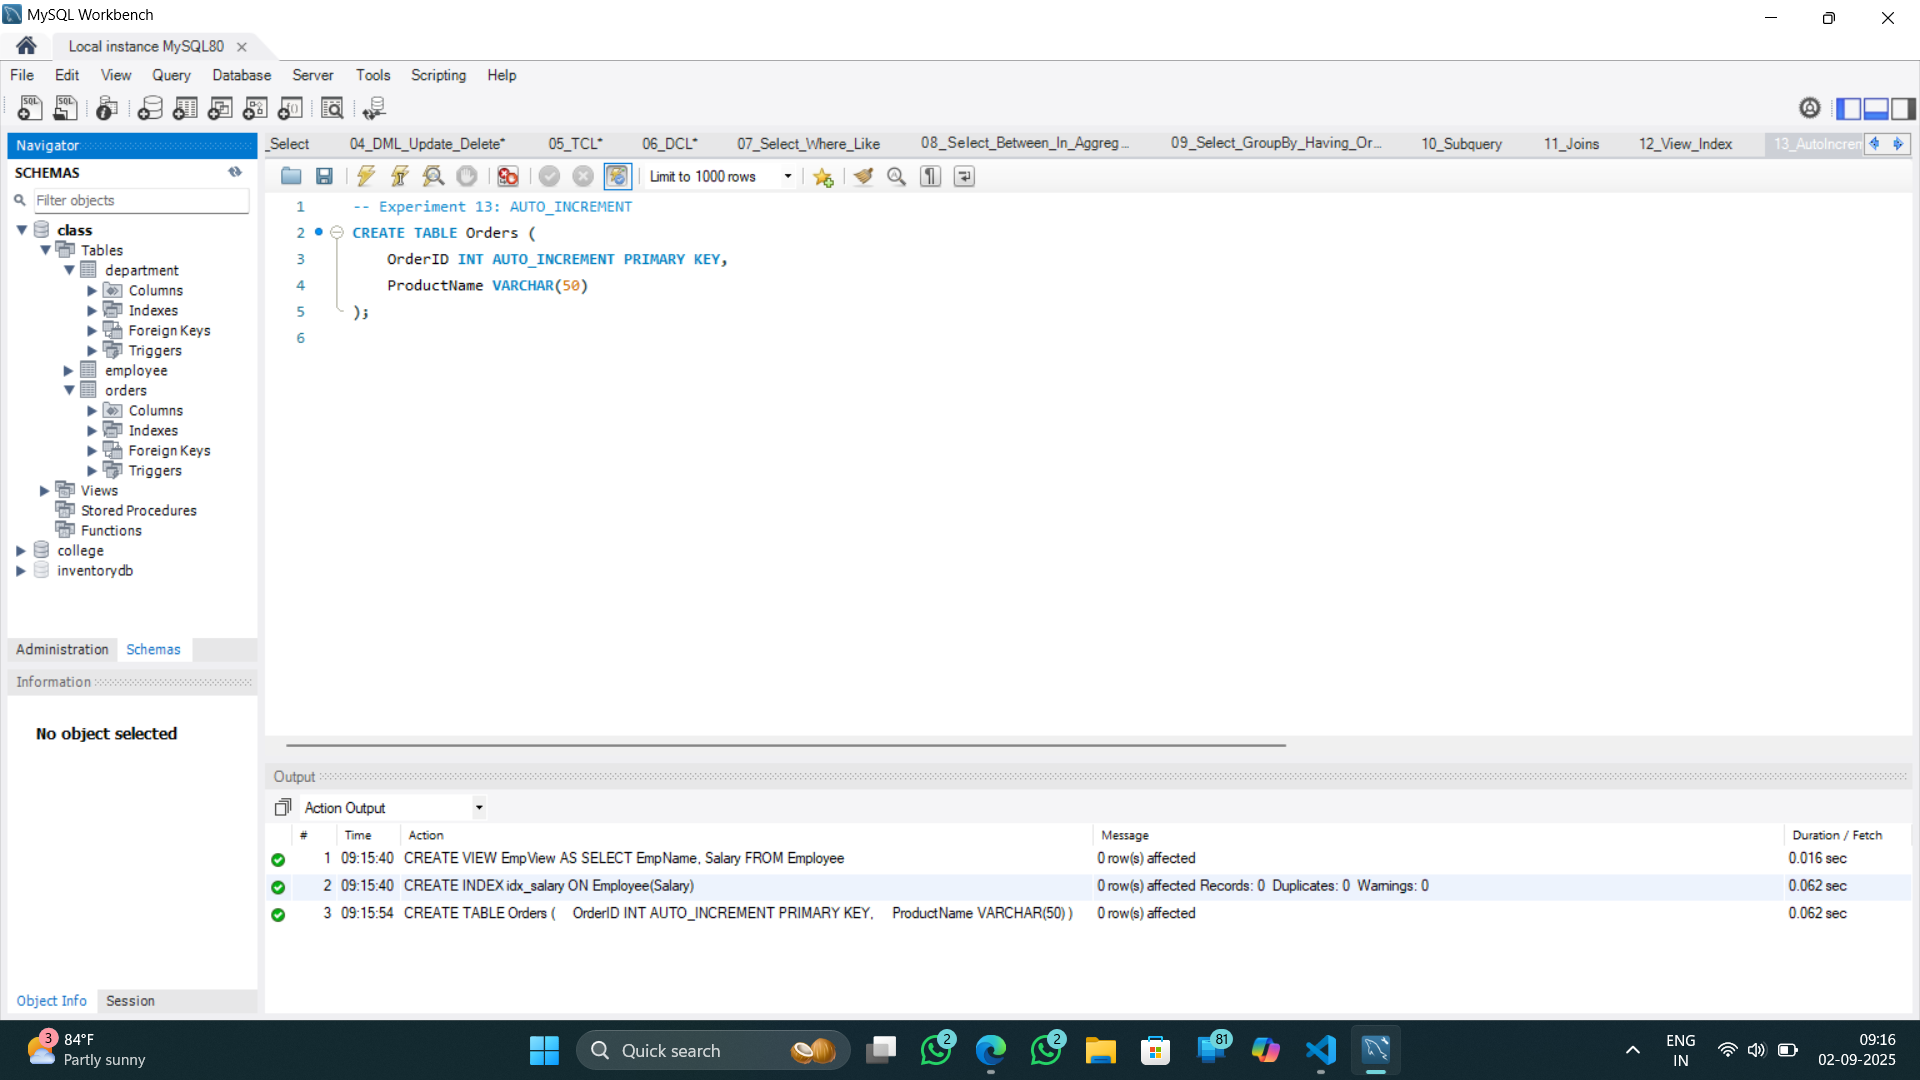 MySQL Workbench
Local instance MySQL80
File Edit View Query Database Server Tools Scripting Help
Navigator
SCHEMAS
Filter objects
class
Tables
department
Columns
Indexes
Foreign Keys
Triggers
employee
orders
Columns
Indexes
Foreign Keys
Triggers
Views
Stored Procedures
Functions
college
inventorydb
Administration Schemas
Information
No object selected
Object Info Session
_Select 04_DML_Update_Delete* 05_TCL* 06_DCL* 07_Select_Where_Like 08_Select_Between_In_Aggreg... 09_Select_GroupBy_Having_Or... 10_Subquery 11_Joins 12_View_Index 13_AutoIncrem
Limit to 1000 rows
1 -- Experiment 13: AUTO_INCREMENT
2 CREATE TABLE Orders (
3 OrderID INT AUTO_INCREMENT PRIMARY KEY,
4 ProductName VARCHAR(50)
5 );
6
Output
Action Output
# Time Action Message Duration / Fetch
1 09:15:40 CREATE VIEW EmpView AS SELECT EmpName, Salary FROM Employee 0 row(s) affected 0.016 sec
2 09:15:40 CREATE INDEX idx_salary ON Employee(Salary) 0 row(s) affected Records: 0 Duplicates: 0 Warnings: 0 0.062 sec
3 09:15:54 CREATE TABLE Orders ( OrderID INT AUTO_INCREMENT PRIMARY KEY, ProductName VARCHAR(50) ) 0 row(s) affected 0.062 sec
3 84°F
Partly sunny
Quick search
2
2
81
ENG
IN
09:16
02-09-2025